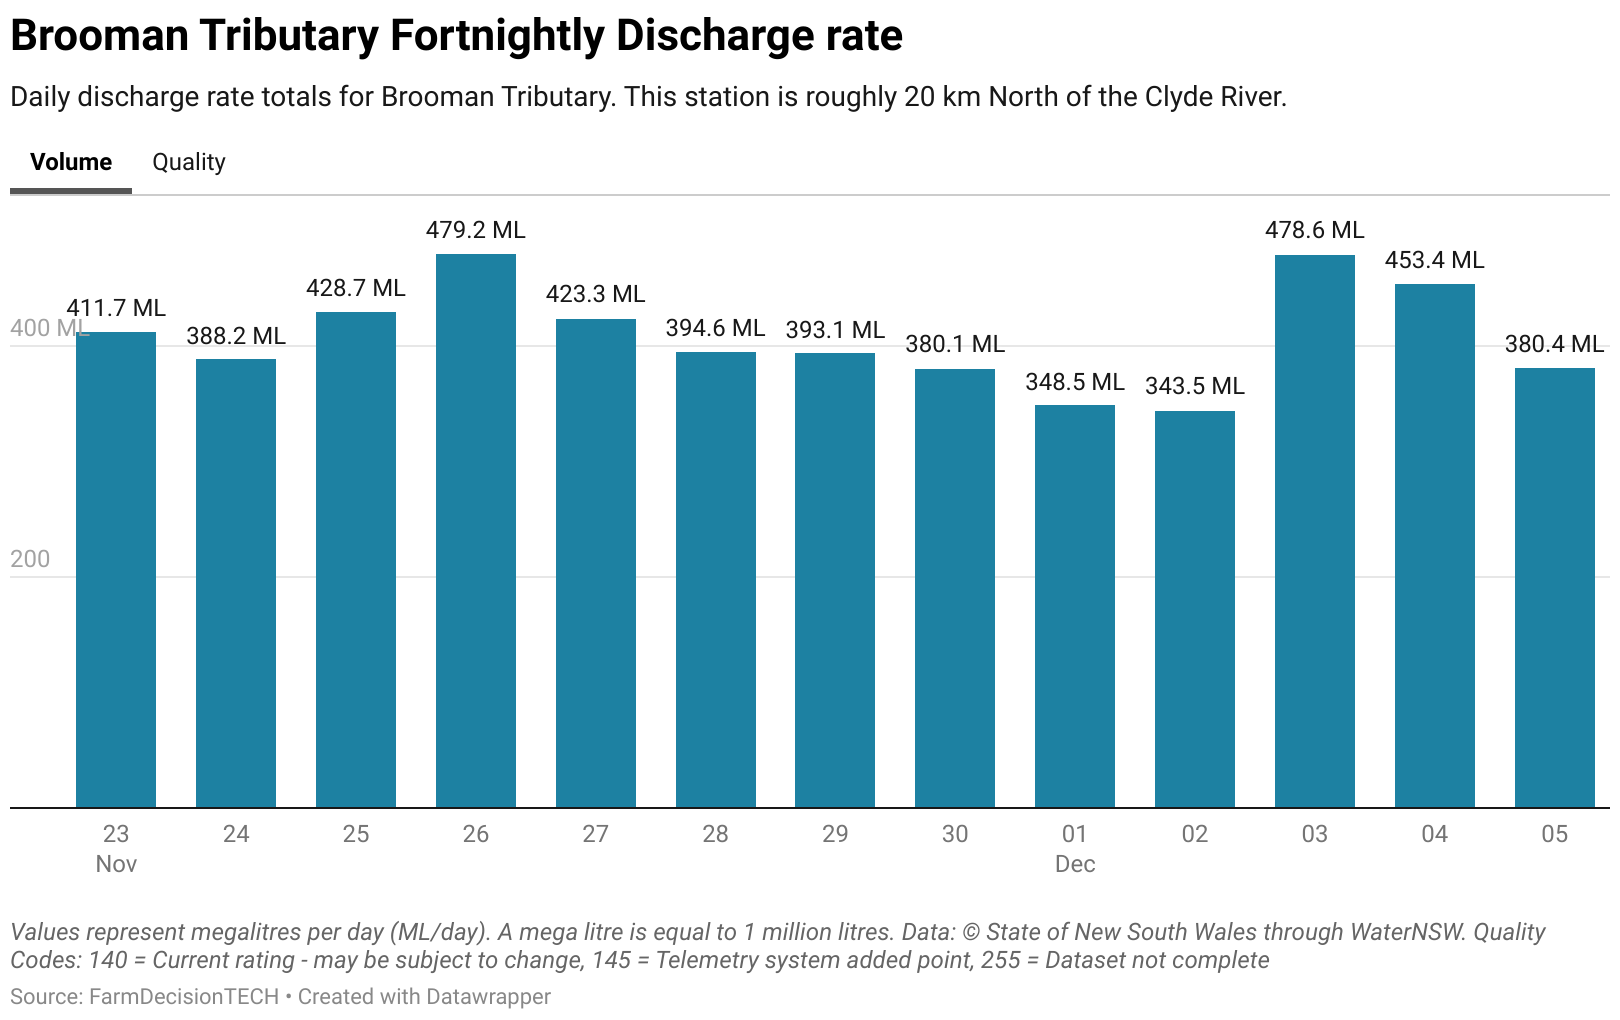 Brooman Tributary Fortnightly Discharge rate
Daily discharge rate totals for Brooman Tributary. This station is roughly 20 km North of the Clyde River.
Volume Quality
479.2 ML 478.6 ML
453.4 ML
428.7 ML 423.3 ML
411.7 ML
400 ML 388.2 ML 394.6 ML 393.1 ML 380.1 ML 380.4 ML
348.5 ML 343.5 ML
200
23 24 25 26 27 28 29 30 01 02 03 04 05
Nov Dec
Values represent megalitres per day (ML/day). A mega litre is equal to 1 million litres. Data: © State of New South Wales through WaterNSW. Quality
Codes: 140 = Current rating - may be subject to change, 145 = Telemetry system added point, 255 = Dataset not complete
Source: FarmDecisionTECH • Created with Datawrapper